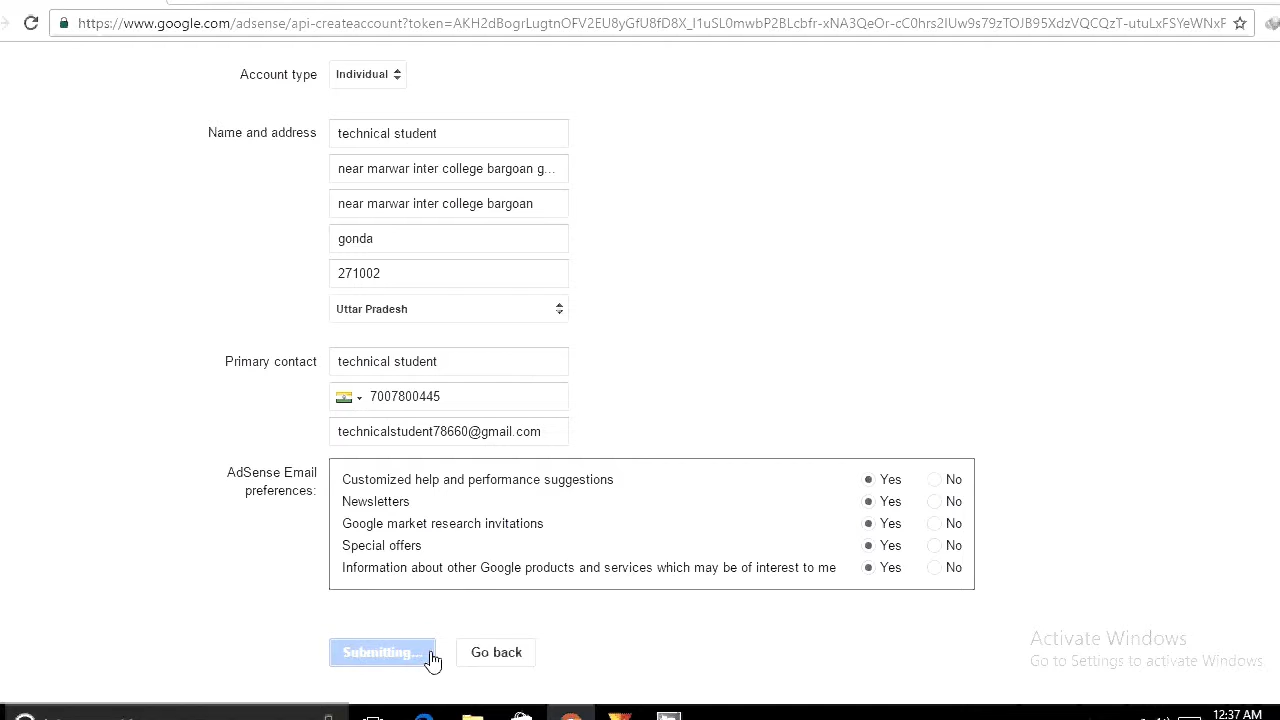 https://www.google.com/adsense/api-createaccount?token=AKH2dBogrLugtnOFV2EU8yGfU8fD8X_I1uSL0mwbP2BLcbfr-xNA3QeOr-cC0hrs2IUw9s79zTOJB95XdzVQCQzT-utuLxFSYeWNxF
Account type Individual
Name and address technical student
near marwar inter college bargoan g...
near marwar inter college bargoan
gonda
271002
Uttar Pradesh
Primary contact technical student
7007800445
technicalstudent78660@gmail.com
AdSense Email
preferences:
Customized help and performance suggestions Yes No
Newsletters Yes No
Google market research invitations Yes No
Special offers Yes No
Information about other Google products and services which may be of interest to me Yes No
Submitting... Go back
Activate Windows
Go to Settings to activate Windows.
12:37 AM